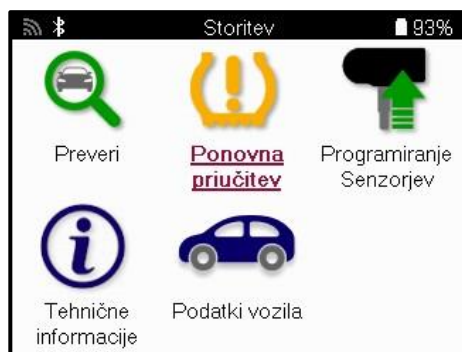 Storitev 93%
Preveri
Ponovna
priučitev
Programiranje
Senzorjev
Tehnične
informacije
Podatki vozila